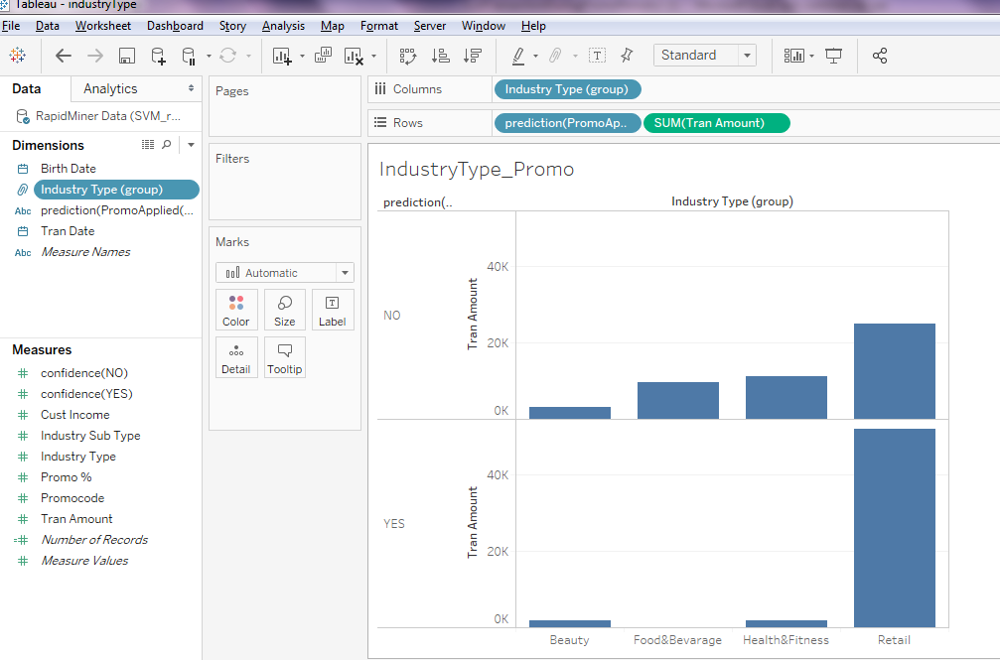 Tableau - industryType
File Data Worksheet Dashboard Story Analysis Map Format Server Window Help
Standard
Data Analytics
RapidMiner Data (SVM_r...
Dimensions
Birth Date
Industry Type (group)
Abc prediction(PromoApplied(...
Tran Date
Abc Measure Names
Measures
# confidence(NO)
# confidence(YES)
# Cust Income
# Industry Sub Type
# Industry Type
# Promo %
# Promocode
# Tran Amount
=# Number of Records
# Measure Values
Pages
Filters
Marks
Automatic
Color Size Label
Detail Tooltip
Columns Industry Type (group)
Rows prediction(PromoAp.. SUM(Tran Amount)
IndustryType_Promo
prediction(.. Industry Type (group)
NO
Tran Amount
40K
20K
0K
YES
Tran Amount
40K
20K
0K
Beauty Food&Bevarage Health&Fitness Retail